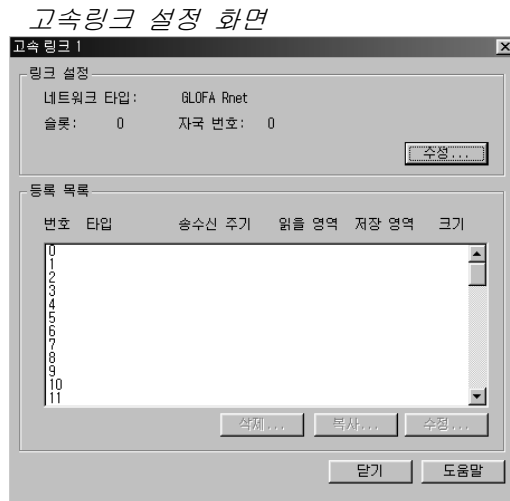 고속링크 설정 화면
고속 링크 1
링크 설정
네트워크 타입: GLOFA Rnet
슬롯: 0 자국 번호: 0
수정...
등록 목록
번호 타입 송수신 주기 읽을 영역 저장 영역 크기
0
1
2
3
4
5
6
7
8
9
10
11
삭제... 복사... 수정...
닫기 도움말